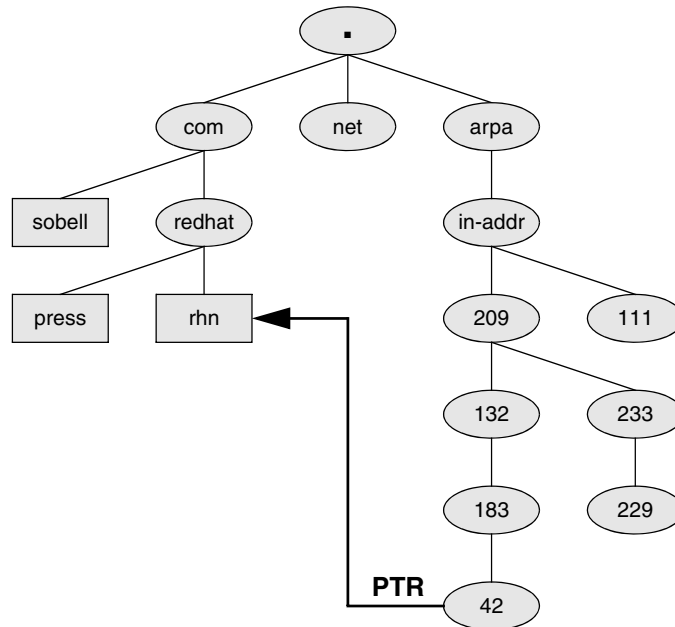 .
com net arpa
sobell redhat in-addr
press rhn 209 111
132 233
183 229
PTR 42